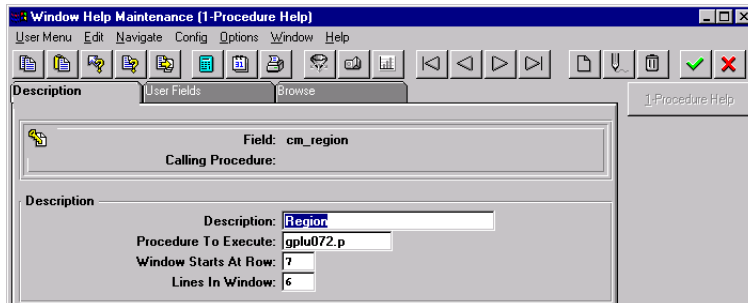 Window Help Maintenance (1-Procedure Help)
User Menu Edit Navigate Config Options Window Help
Description User Fields Browse
1-Procedure Help
Field: cm_region
Calling Procedure:
Description
Description: Region
Procedure To Execute: gplu072.p
Window Starts At Row: 7
Lines In Window: 6